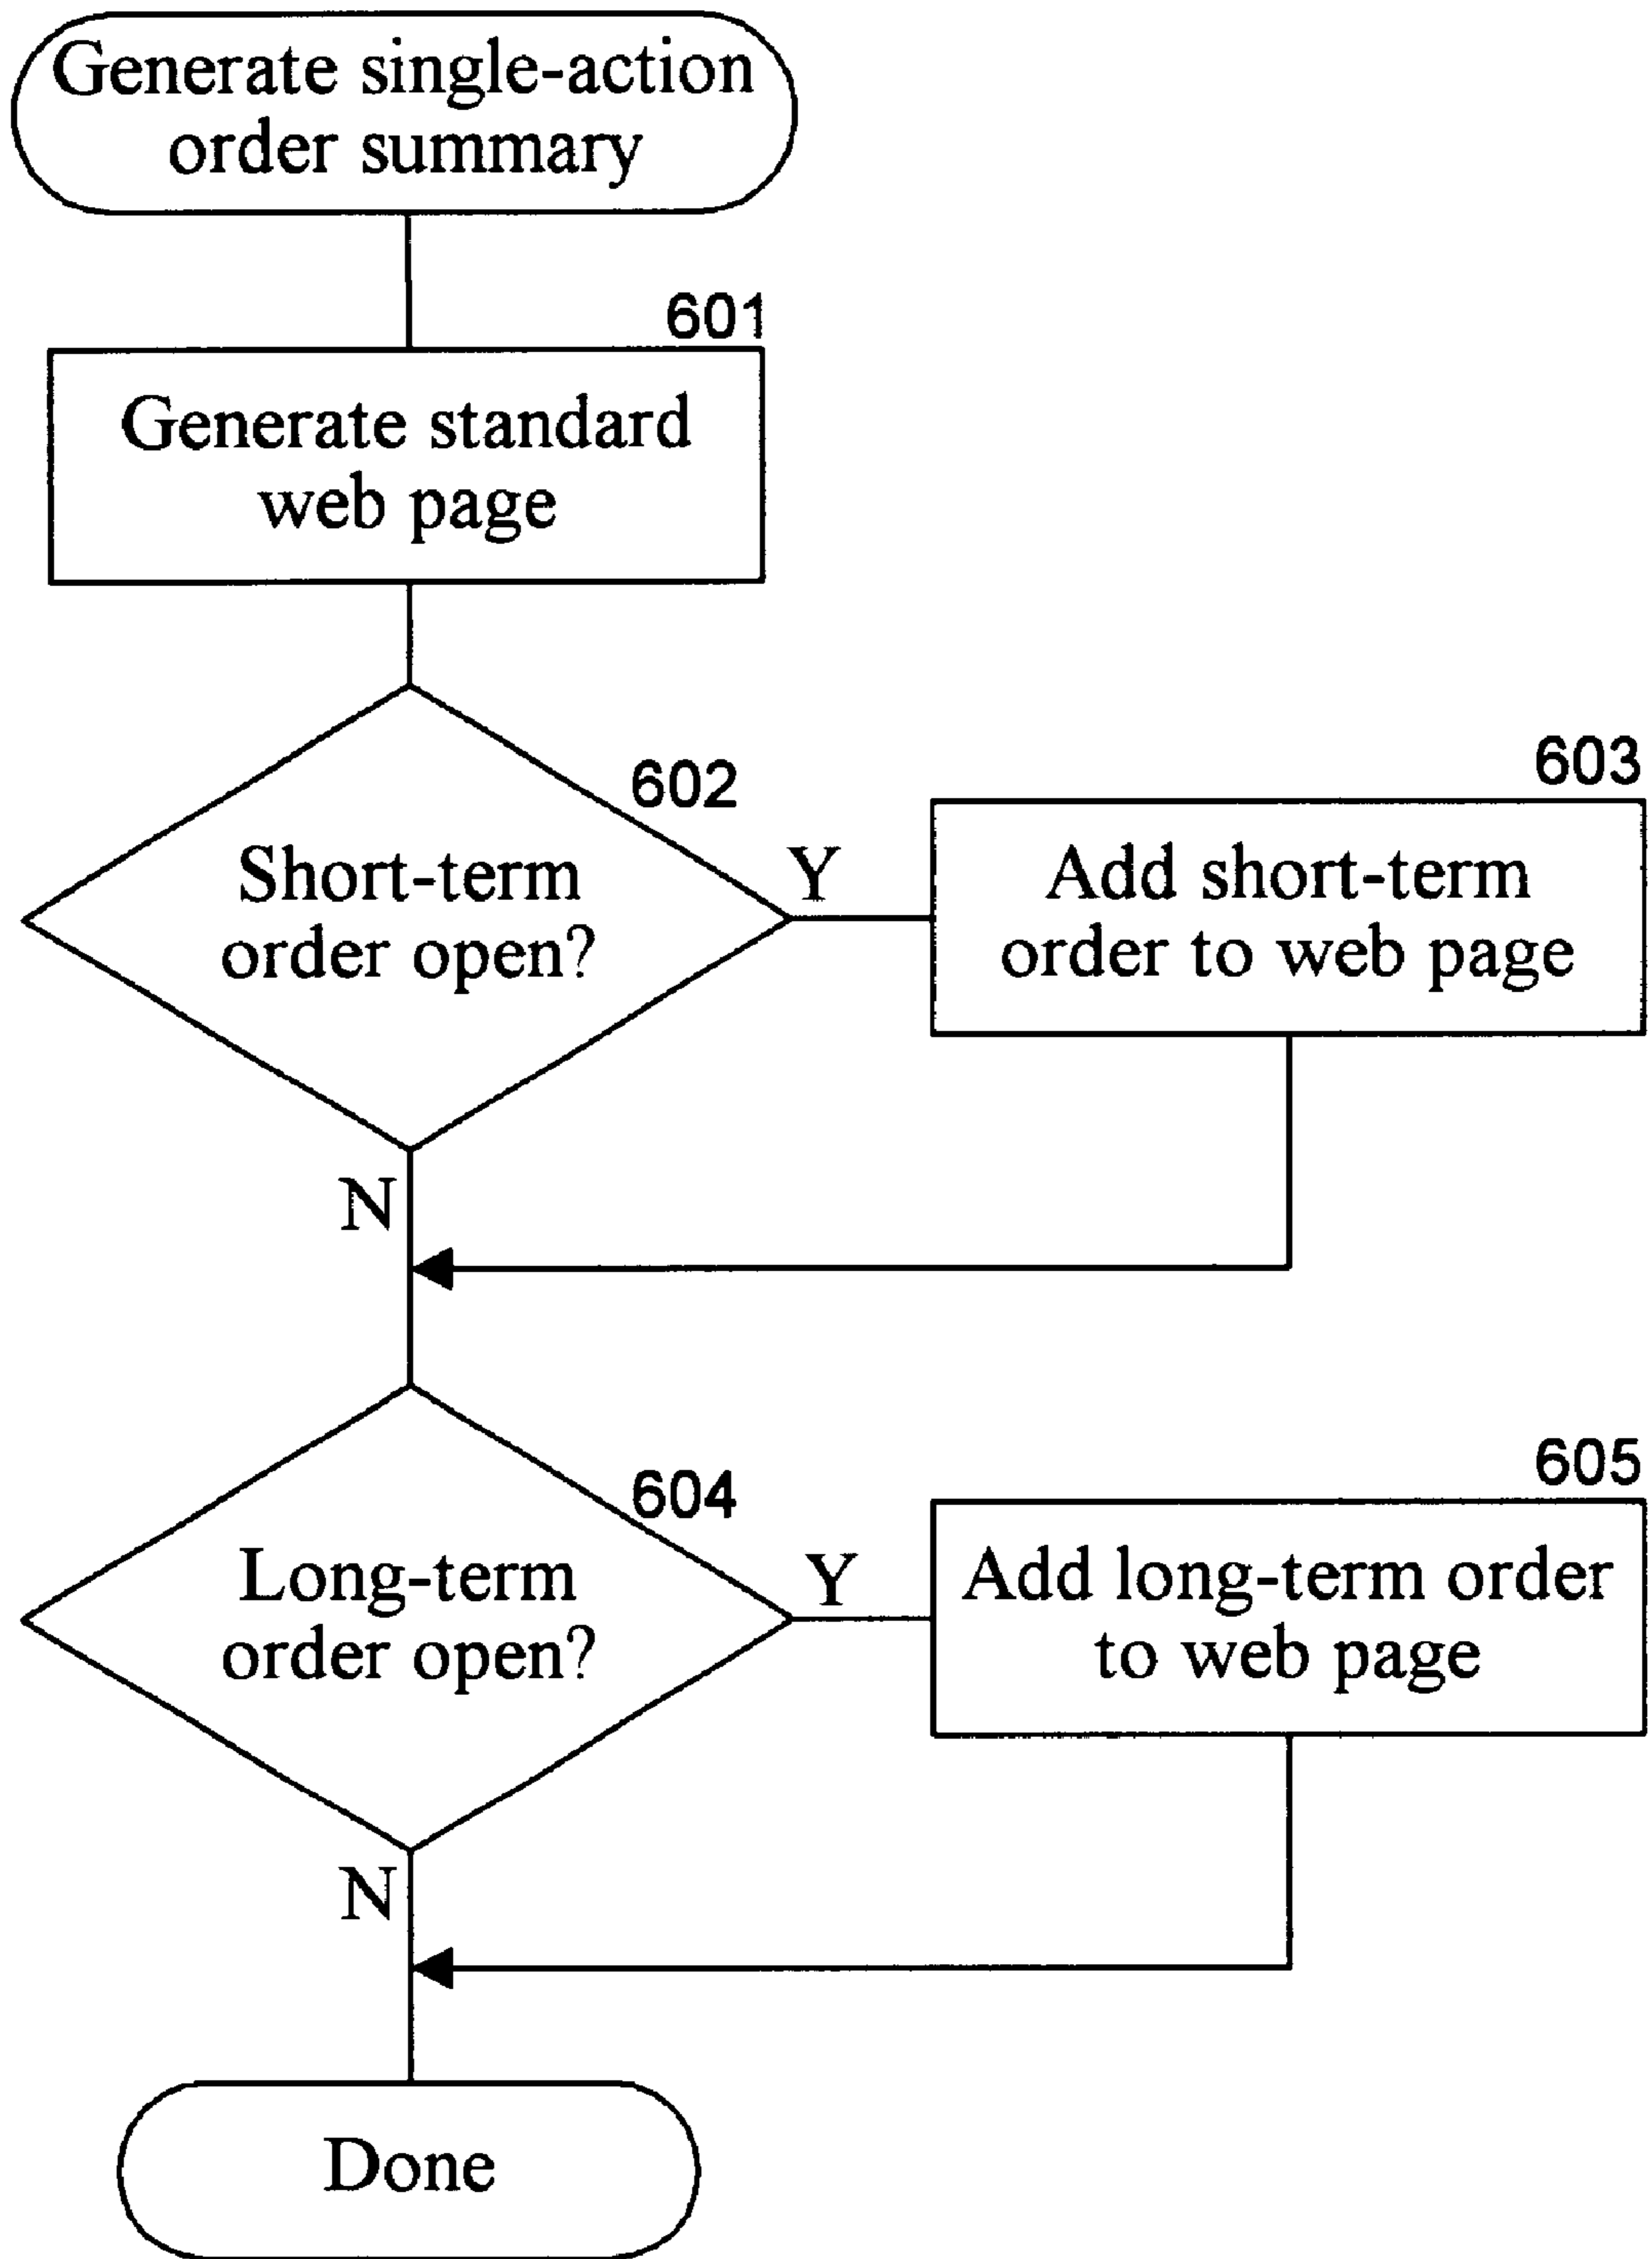 Generate single-action
order summary
601
Generate standard
web page
602
Short-term
order open?
Y
603
Add short-term
order to web page
N
604
Long-term
order open?
Y
605
Add long-term order
to web page
N
Done